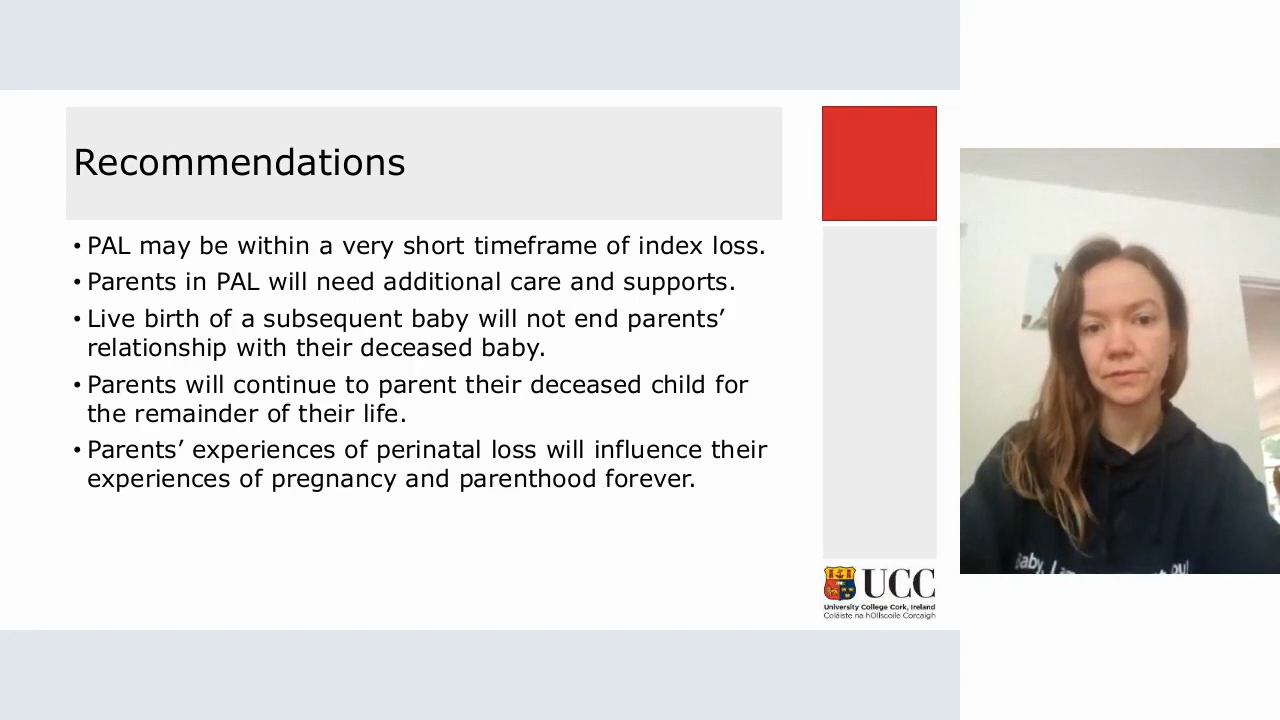 Recommendations
• PAL may be within a very short timeframe of index loss.
• Parents in PAL will need additional care and supports.
• Live birth of a subsequent baby will not end parents’
relationship with their deceased baby.
• Parents will continue to parent their deceased child for
the remainder of their life.
• Parents’ experiences of perinatal loss will influence their
experiences of pregnancy and parenthood forever.
UCC
University College Cork, Ireland
Coláiste na hOllscoile Corcaigh